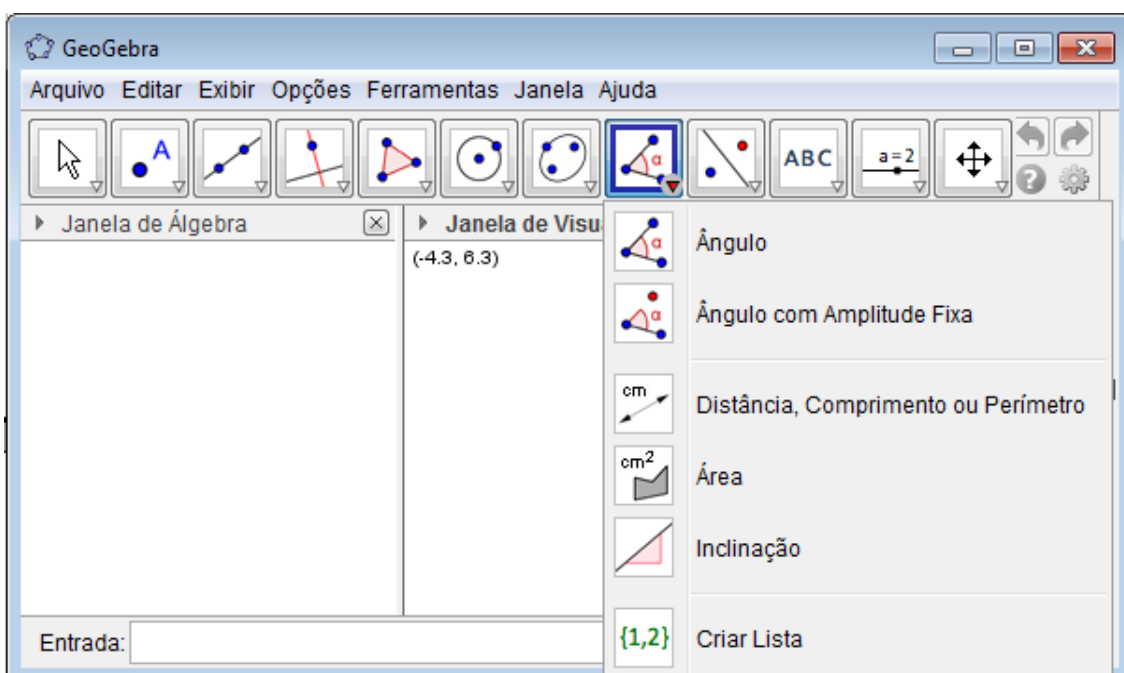 GeoGebra
Arquivo Editar Exibir Opções Ferramentas Janela Ajuda
A α ABC a=2
Janela de Álgebra
Janela de Visu
(-4.3, 6.3)
α Ângulo
α Ângulo com Amplitude Fixa
cm Distância, Comprimento ou Perímetro
cm² Área
Inclinação
{1,2} Criar Lista
Entrada: